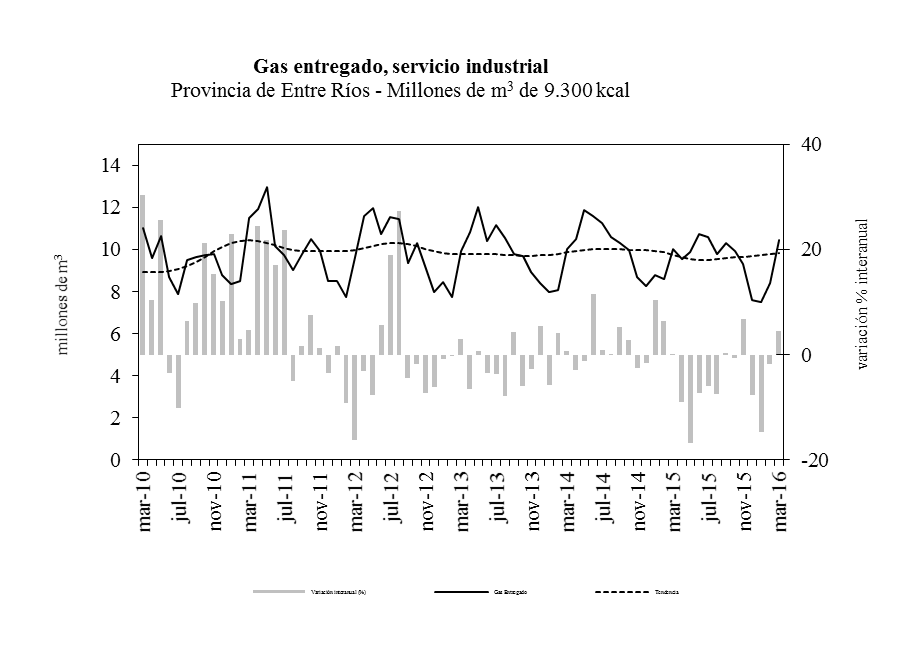 Gas entregado, servicio industrial
Provincia de Entre Ríos - Millones de m³ de 9.300 kcal
14
12
10
8
6
4
2
0
millones de m³
40
20
0
-20
variación % interanual
mar-10
jul-10
nov-10
mar-11
jul-11
nov-11
mar-12
jul-12
nov-12
mar-13
jul-13
nov-13
mar-14
jul-14
nov-14
mar-15
jul-15
nov-15
mar-16
Variación interanual (%)
Gas Entregado
Tendencia